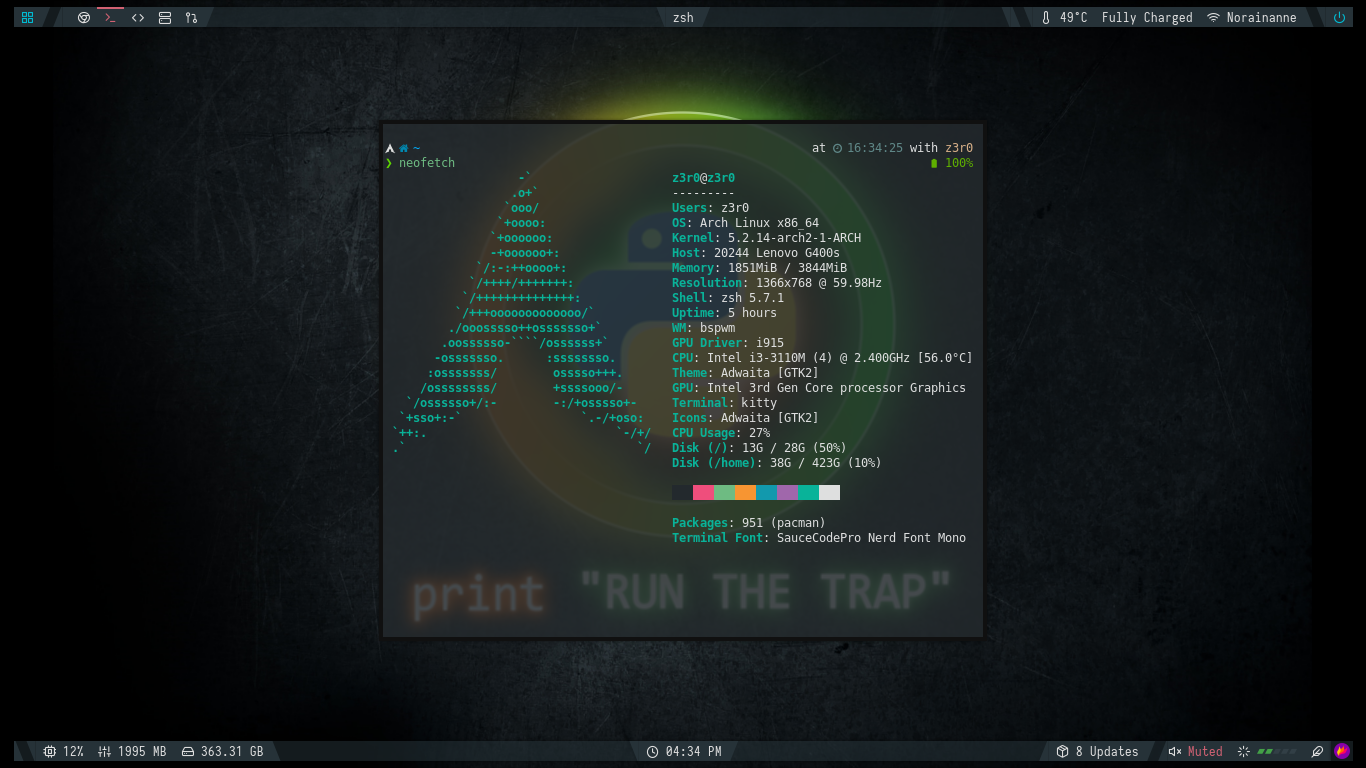 zsh
49°C Fully Charged Norainanne
~ at 16:34:25 with z3r0
❯ neofetch 100%
-` z3r0@z3r0
.o+` ---------
`ooo/ Users: z3r0
`+oooo: OS: Arch Linux x86_64
`+oooooo: Kernel: 5.2.14-arch2-1-ARCH
-+oooooo+: Host: 20244 Lenovo G400s
`/:-:++oooo+: Memory: 1851MiB / 3844MiB
`/++++/+++++++: Resolution: 1366x768 @ 59.98Hz
`/++++++++++++++: Shell: zsh 5.7.1
`/+++ooooooooooooo/` Uptime: 5 hours
./ooosssso++osssssso+` WM: bspwm
.oossssso-````/ossssss+` GPU Driver: i915
-osssssso. :ssssssso. CPU: Intel i3-3110M (4) @ 2.400GHz [56.0°C]
:osssssss/ osssso+++. Theme: Adwaita [GTK2]
/ossssssss/ +ssssooo/- GPU: Intel 3rd Gen Core processor Graphics
`/ossssso+/:- -:/+osssso+- Terminal: kitty
`+sso+:-` `.-/+oso: Icons: Adwaita [GTK2]
`++:. `-/+/ CPU Usage: 27%
.` `/ Disk (/): 13G / 28G (50%)
Disk (/home): 38G / 423G (10%)
Packages: 951 (pacman)
Terminal Font: SauceCodePro Nerd Font Mono
print "RUN THE TRAP"
12% 1995 MB 363.31 GB 04:34 PM 8 Updates Muted